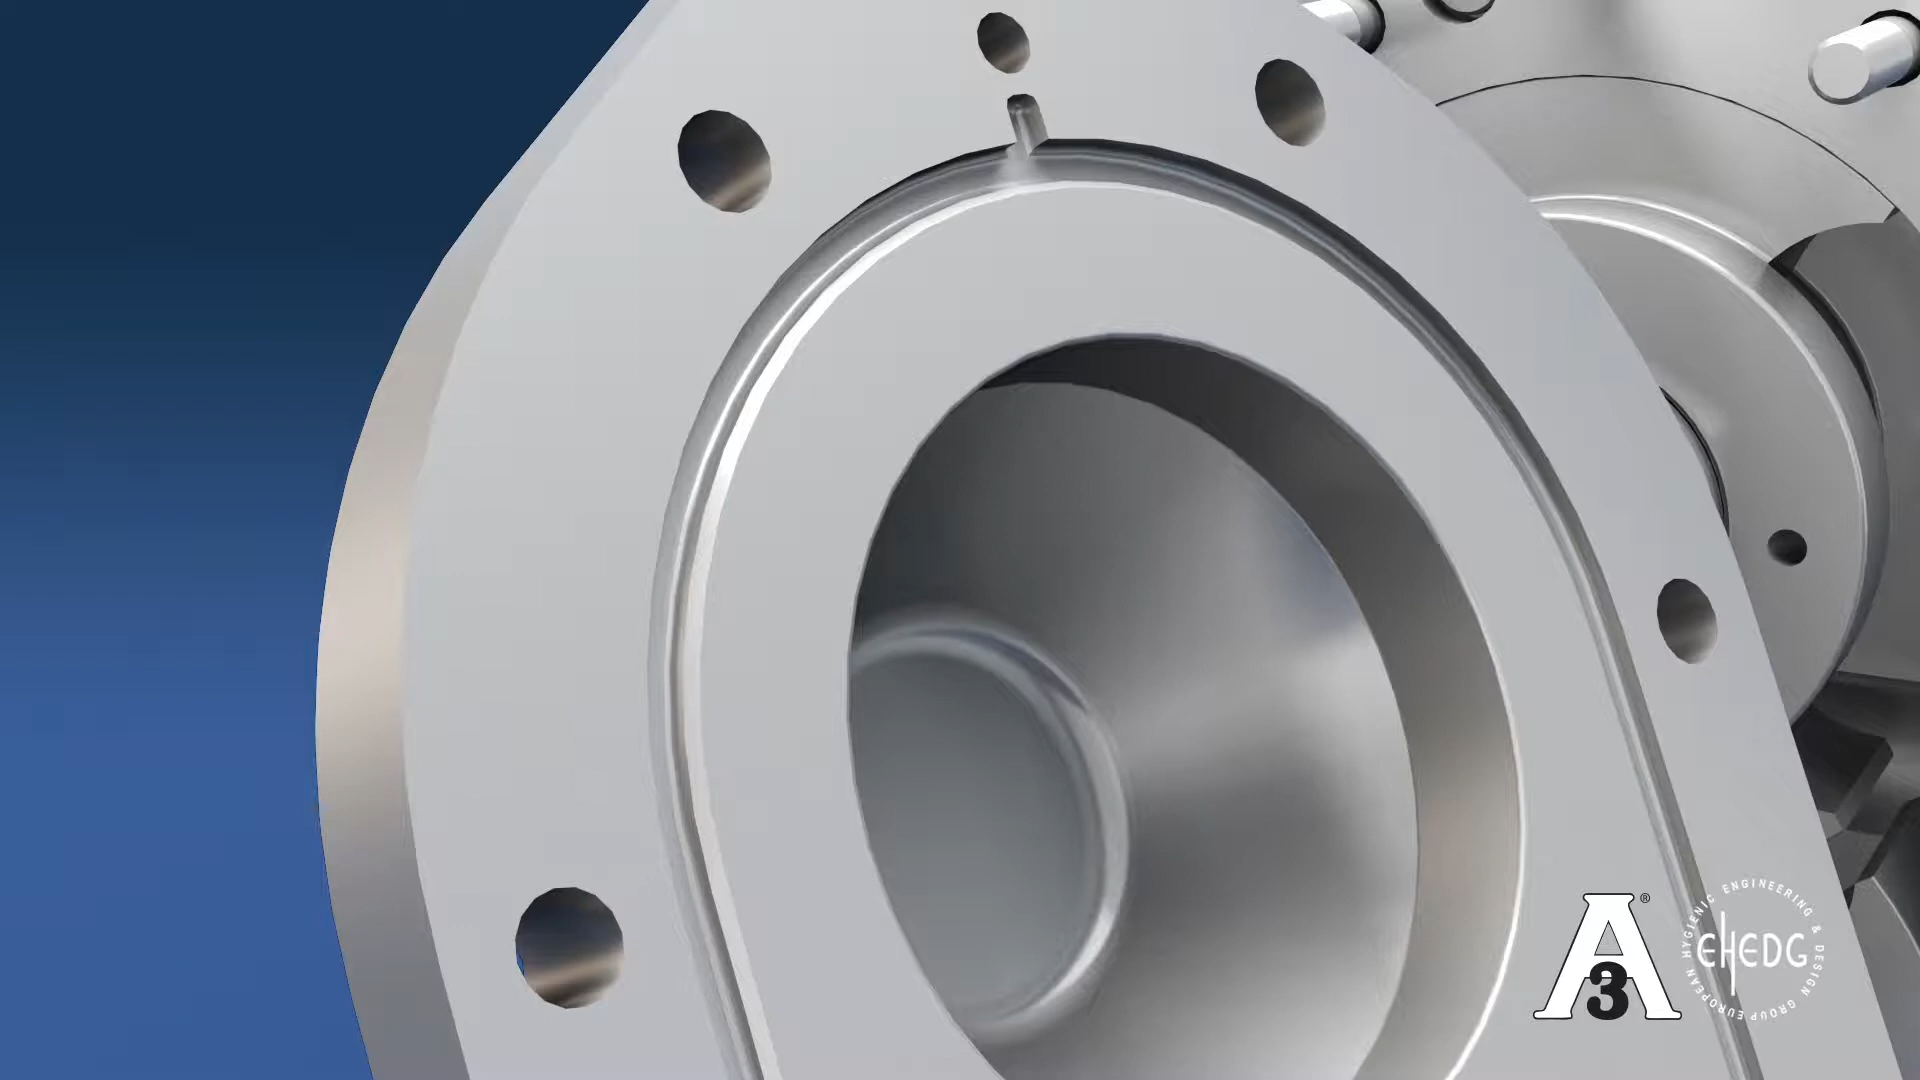 A ®
3
EUROPEAN HYGIENIC ENGINEERING & DESIGN GROUP
EHEDG